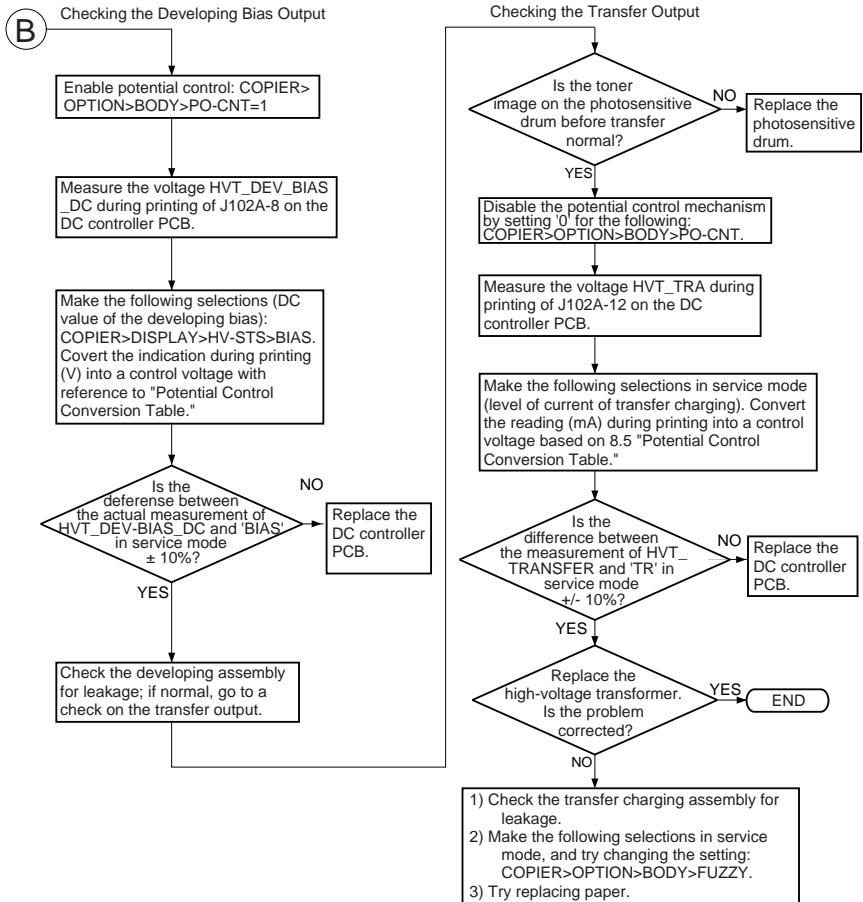 Checking the Developing Bias Output
B
Enable potential control: COPIER>
OPTION>BODY>PO-CNT=1
Measure the voltage HVT_DEV_BIAS
_DC during printing of J102A-8 on the
DC controller PCB.
Make the following selections (DC
value of the developing bias):
COPIER>DISPLAY>HV-STS>BIAS.
Covert the indication during printing
(V) into a control voltage with
reference to "Potential Control
Conversion Table."
Is the
deferense between
the actual measurement of
HVT_DEV-BIAS_DC and 'BIAS'
in service mode
± 10%?
NO
Replace the
DC controller
PCB.
YES
Check the developing assembly
for leakage; if normal, go to a
check on the transfer output.
Checking the Transfer Output
Is the toner
image on the photosensitive
drum before transfer
normal?
NO
Replace the
photosensitive
drum.
YES
Disable the potential control mechanism
by setting '0' for the following:
COPIER>OPTION>BODY>PO-CNT.
Measure the voltage HVT_TRA during
printing of J102A-12 on the DC
controller PCB.
Make the following selections in service mode
(level of current of transfer charging). Convert
the reading (mA) during printing into a control
voltage based on 8.5 "Potential Control
Conversion Table."
Is the
difference between
the measurement of HVT_
TRANSFER and 'TR' in
service mode
+/- 10%?
NO
Replace the
DC controller
PCB.
YES
Replace the
high-voltage transformer.
Is the problem
corrected?
YES
END
NO
1) Check the transfer charging assembly for
leakage.
2) Make the following selections in service
mode, and try changing the setting:
COPIER>OPTION>BODY>FUZZY.
3) Try replacing paper.